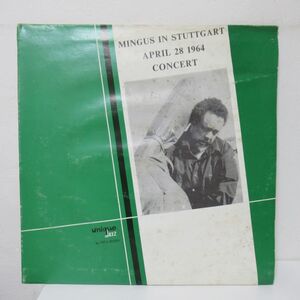 MINGUS IN STUTTGART
APRIL 28 1964
CONCERT
unique
Jazz